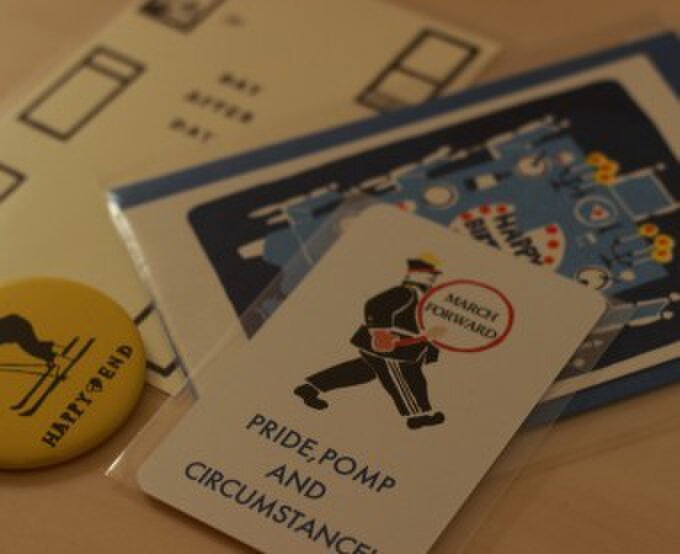 DAY
AFTER
DAY
HAPPY
MARCH
FORWARD
HAPPY END
PRIDE, POMP
AND
CIRCUMSTANCE!